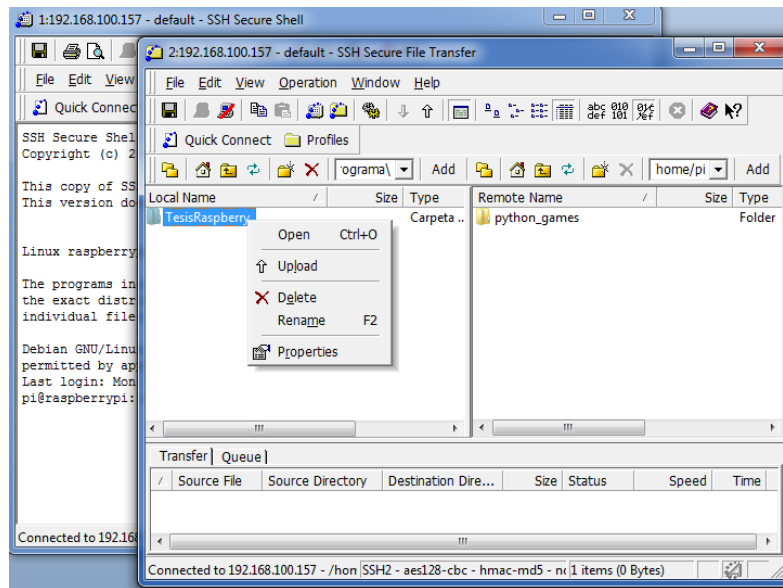 1:192.168.100.157 - default - SSH Secure Shell
File Edit View
Quick Connec
SSH Secure Shel
Copyright (c) 2
This copy of SS
This version do
Linux raspberry
The programs in
the exact distr
individual file
Debian GNU/Linu
permitted by ap
Last login: Mon
pi@raspberrypi:
Connected to 192.16
2:192.168.100.157 - default - SSH Secure File Transfer
File Edit View Operation Window Help
abc def 010 101
Quick Connect Profiles
rograma\ Add home/pi Add
Local Name / Size Type Remote Name / Size Type
TesisRaspberry Carpeta .. python_games Folder
Open Ctrl+O
Upload
Delete
Rename F2
Properties
Transfer Queue
/ Source File Source Directory Destination Dire... Size Status Speed Time
Connected to 192.168.100.157 - /hon SSH2 - aes128-cbc - hmac-md5 - nc 1 items (0 Bytes)